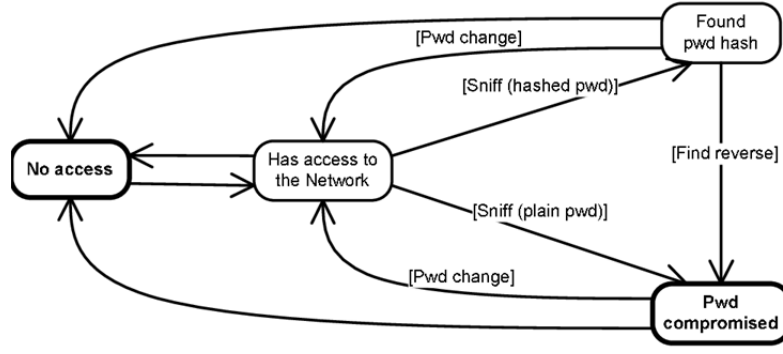 Found
pwd hash
[Pwd change]
[Sniff (hashed pwd)]
No access
Has access to
the Network
[Find reverse]
[Sniff (plain pwd)]
[Pwd change]
Pwd
compromised